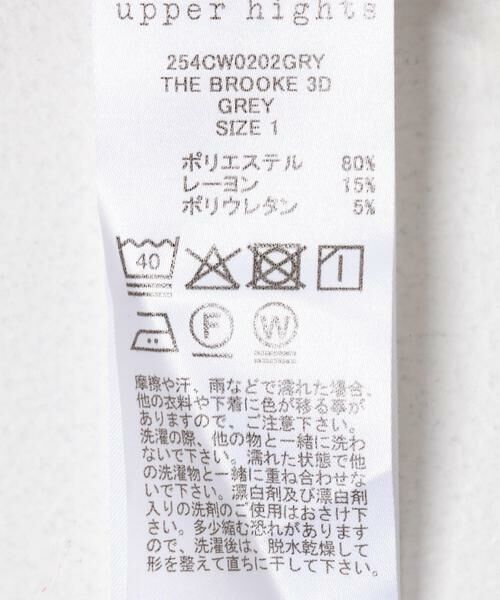 upper hights
254CW0202GRY
THE BROOKE 3D
GREY
SIZE 1
ポリエステル 80%
レーヨン 15%
ポリウレタン 5%
40
F W
摩擦や汗、雨などで濡れた場合、
他の衣料や下着に色が移る事が
ありますので、ご注意下さい。
洗濯の際、他の物と一緒に洗わ
ないで下さい。濡れた状態で他
の洗濯物と一緒に重ね合わせな
いで下さい。漂白剤及び漂白剤
入りの洗剤のご使用はおさけ下
さい。多少縮む恐れがあります
ので、洗濯後は、脱水乾燥して
形を整えて直ちに干して下さい。